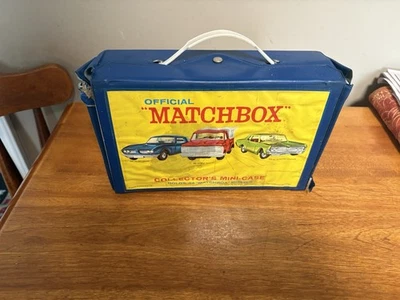 OFFICIAL
"MATCHBOX"
COLLECTOR'S MINI-CASE